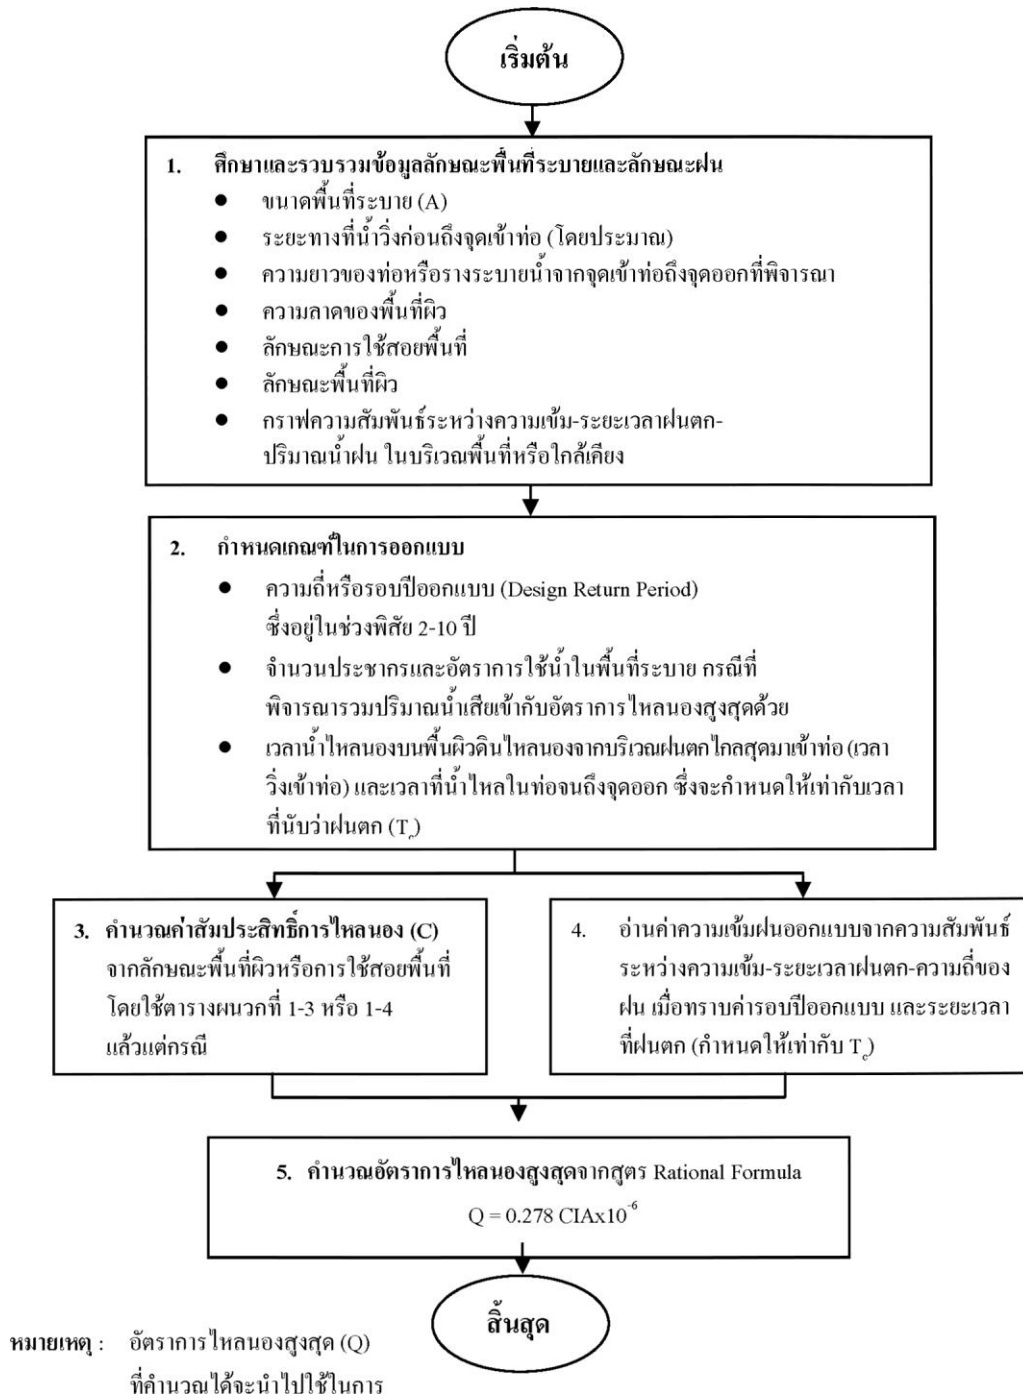 เริ่มต้น
1. ศึกษาและรวบรวมข้อมูลลักษณะพื้นที่ระบายและลักษณะฝน
● ขนาดพื้นที่ระบาย (A)
● ระยะทางที่น้ำวิ่งก่อนถึงจุดเข้าท่อ (โดยประมาณ)
● ความยาวของท่อหรือรางระบายน้ำจากจุดเข้าท่อถึงจุดออกที่พิจารณา
● ความลาดของพื้นที่ผิว
● ลักษณะการใช้สอยพื้นที่
● ลักษณะพื้นที่ผิว
● กราฟความสัมพันธ์ระหว่างความเข้ม-ระยะเวลาฝนตก-
ปริมาณน้ำฝน ในบริเวณพื้นที่หรือใกล้เคียง
2. กำหนดเกณฑ์ในการออกแบบ
● ความถี่หรือรอบปีออกแบบ (Design Return Period)
ซึ่งอยู่ในช่วงพิสัย 2-10 ปี
● จำนวนประชากรและอัตราการใช้น้ำในพื้นที่ระบาย กรณีที่
พิจารณารวมปริมาณน้ำเสียเข้ากับอัตราการไหลนองสูงสุดด้วย
● เวลาน้ำไหลนองบนพื้นผิวดินไหลนองจากบริเวณฝนตกไกลสุดมาเข้าท่อ (เวลา
วิ่งเข้าท่อ) และเวลาที่น้ำไหลในท่อจนถึงจุดออก ซึ่งจะกำหนดให้เท่ากับเวลา
ที่นับว่าฝนตก (Tc)
3. คำนวณค่าสัมประสิทธิ์การไหลนอง (C)
จากลักษณะพื้นที่ผิวหรือการใช้สอยพื้นที่
โดยใช้ตารางผนวกที่ 1-3 หรือ 1-4
แล้วแต่กรณี
4. อ่านค่าความเข้มฝนออกแบบจากความสัมพันธ์
ระหว่างความเข้ม-ระยะเวลาฝนตก-ความถี่ของ
ฝน เมื่อทราบค่ารอบปีออกแบบ และระยะเวลา
ที่ฝนตก (กำหนดให้เท่ากับ Tc)
5. คำนวณอัตราการไหลนองสูงสุดจากสูตร Rational Formula
Q = 0.278 CIAx10⁻⁶
สิ้นสุด
หมายเหตุ : อัตราการไหลนองสูงสุด (Q)
ที่คำนวณได้จะนำไปใช้ในการ